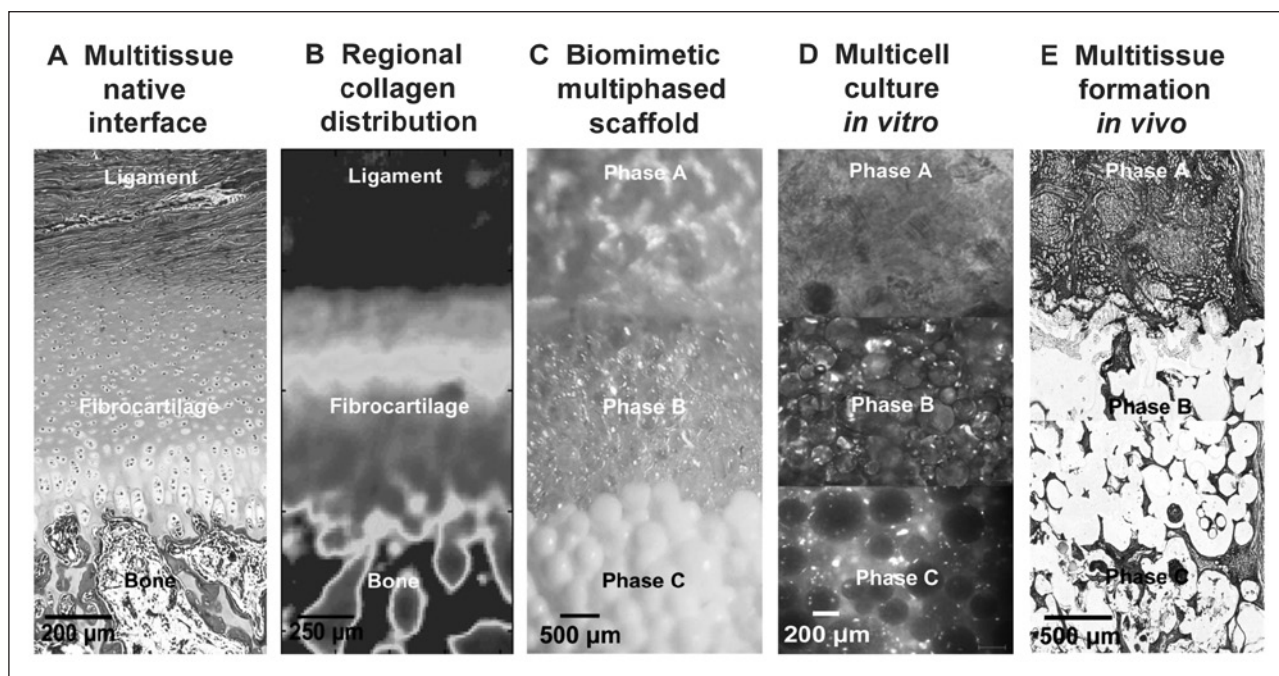 A Multitissue
native
interface
B Regional
collagen
distribution
C Biomimetic
multiphased
scaffold
D Multicell
culture
in vitro
E Multitissue
formation
in vivo
Ligament
Fibrocartilage
Bone
200 µm
Ligament
Fibrocartilage
Bone
250 µm
Phase A
Phase B
Phase C
500 µm
Phase A
Phase B
Phase C
200 µm
Phase A
Phase B
Phase C
500 µm